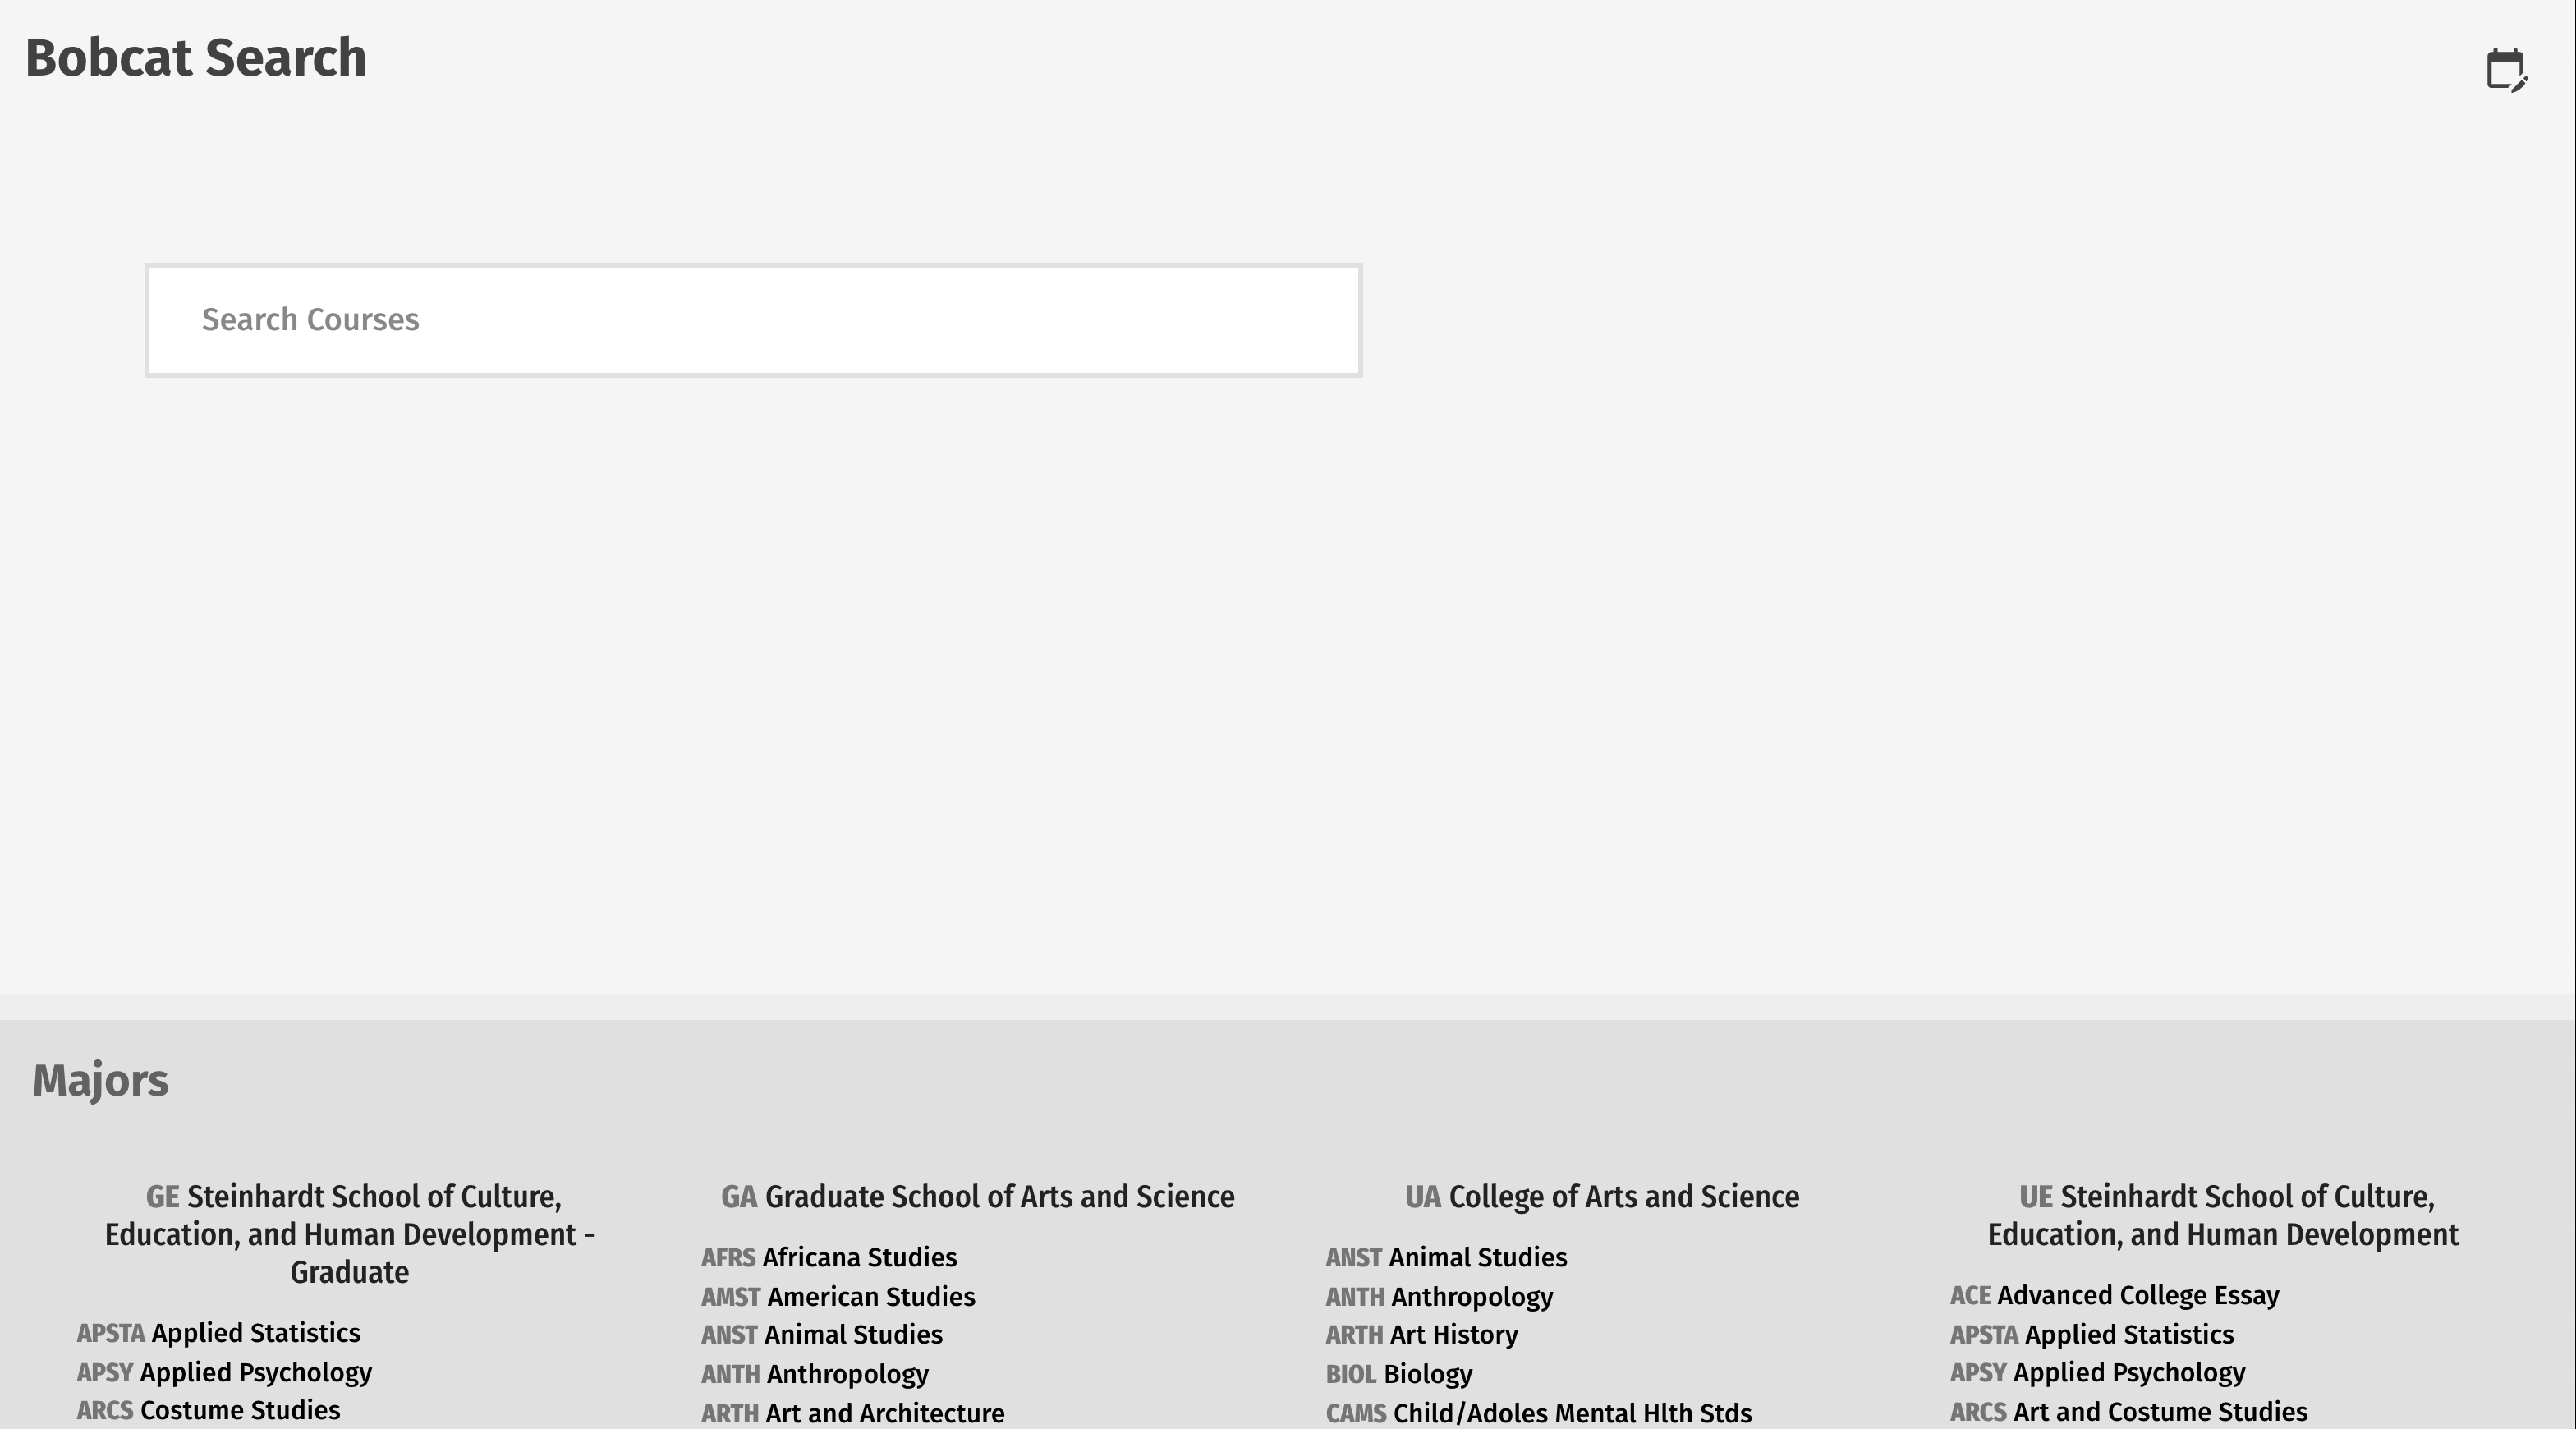 Bobcat Search
Search Courses
Majors
GE Steinhardt School of Culture,
Education, and Human Development -
Graduate
APSTA Applied Statistics
APSY Applied Psychology
ARCS Costume Studies
GA Graduate School of Arts and Science
AFRS Africana Studies
AMST American Studies
ANST Animal Studies
ANTH Anthropology
ARTH Art and Architecture
UA College of Arts and Science
ANST Animal Studies
ANTH Anthropology
ARTH Art History
BIOL Biology
CAMS Child/Adoles Mental Hlth Stds
UE Steinhardt School of Culture,
Education, and Human Development
ACE Advanced College Essay
APSTA Applied Statistics
APSY Applied Psychology
ARCS Art and Costume Studies